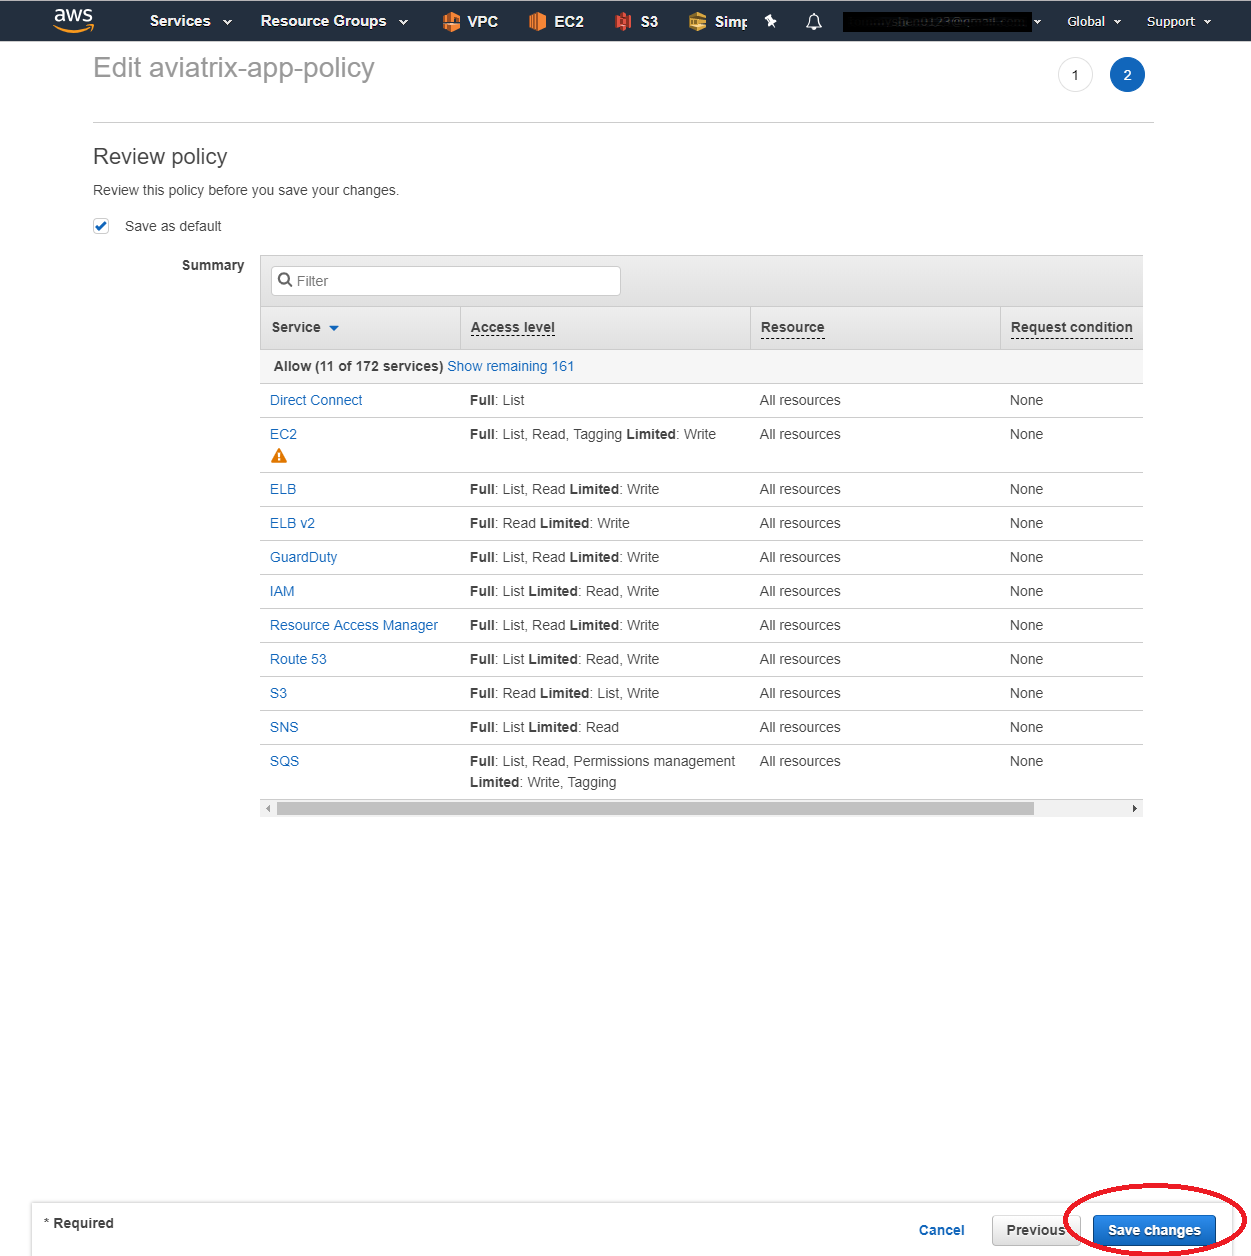 aws Services Resource Groups VPC EC2 S3 Simp Global Support
Edit aviatrix-app-policy
1 2
Review policy
Review this policy before you save your changes.
Save as default
Summary
Filter
Service Access level Resource Request condition
Allow (11 of 172 services) Show remaining 161
Direct Connect Full: List All resources None
EC2 Full: List, Read, Tagging Limited: Write All resources None
ELB Full: List, Read Limited: Write All resources None
ELB v2 Full: Read Limited: Write All resources None
GuardDuty Full: List, Read Limited: Write All resources None
IAM Full: List Limited: Read, Write All resources None
Resource Access Manager Full: List, Read Limited: Write All resources None
Route 53 Full: List Limited: Read, Write All resources None
S3 Full: Read Limited: List, Write All resources None
SNS Full: List Limited: Read All resources None
SQS Full: List, Read, Permissions management All resources None
Limited: Write, Tagging
* Required
Cancel Previous Save changes